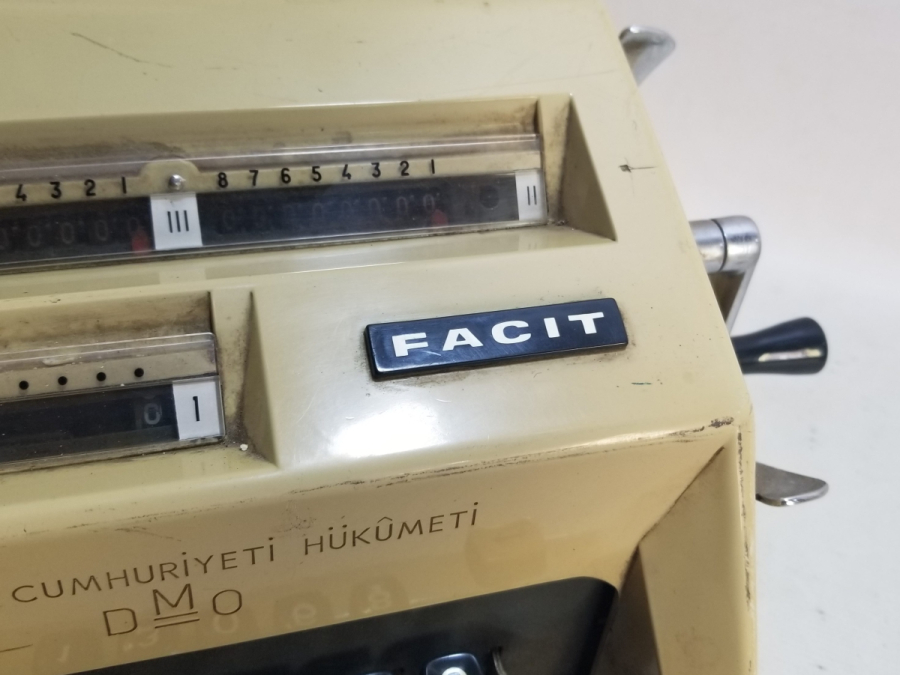 4 3 2 1 III 8 7 6 5 4 3 2 1 II
FACIT
0 1
CUMHURİYETİ HÜKÛMETİ
DMO